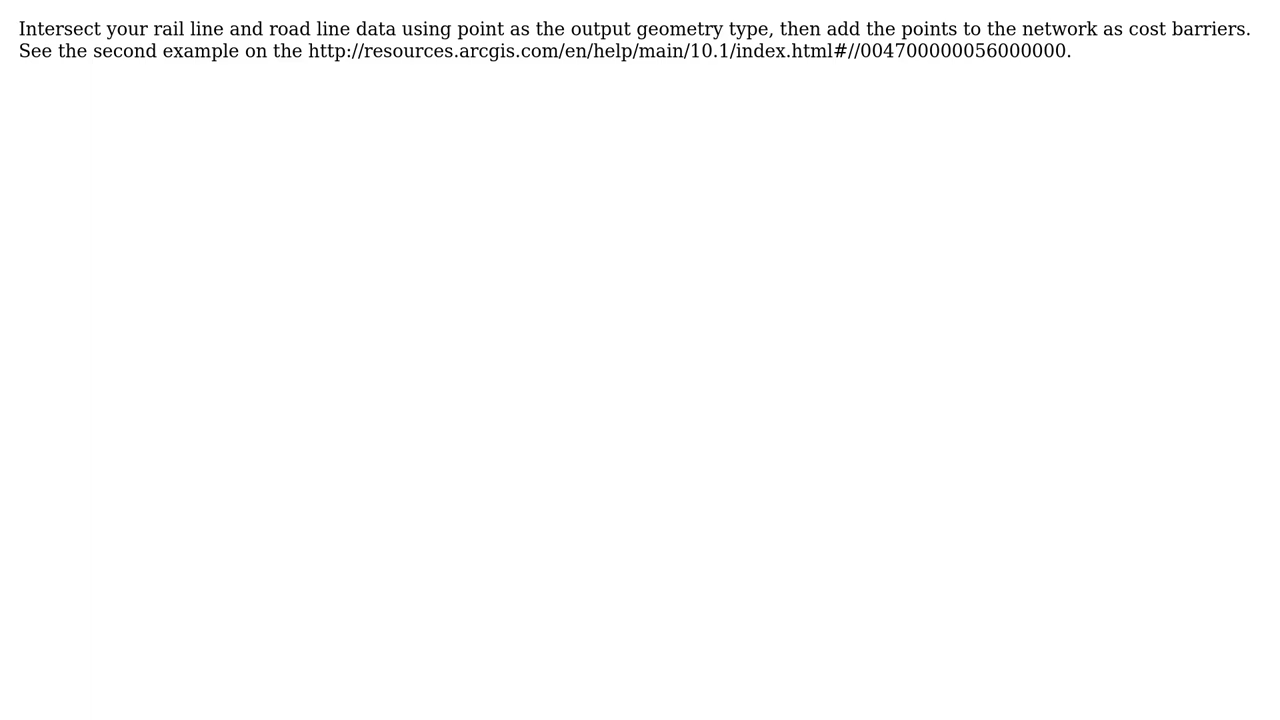 Intersect your rail line and road line data using point as the output geometry type, then add the points to the network as cost barriers.
See the second example on the http://resources.arcgis.com/en/help/main/10.1/index.html#//004700000056000000.